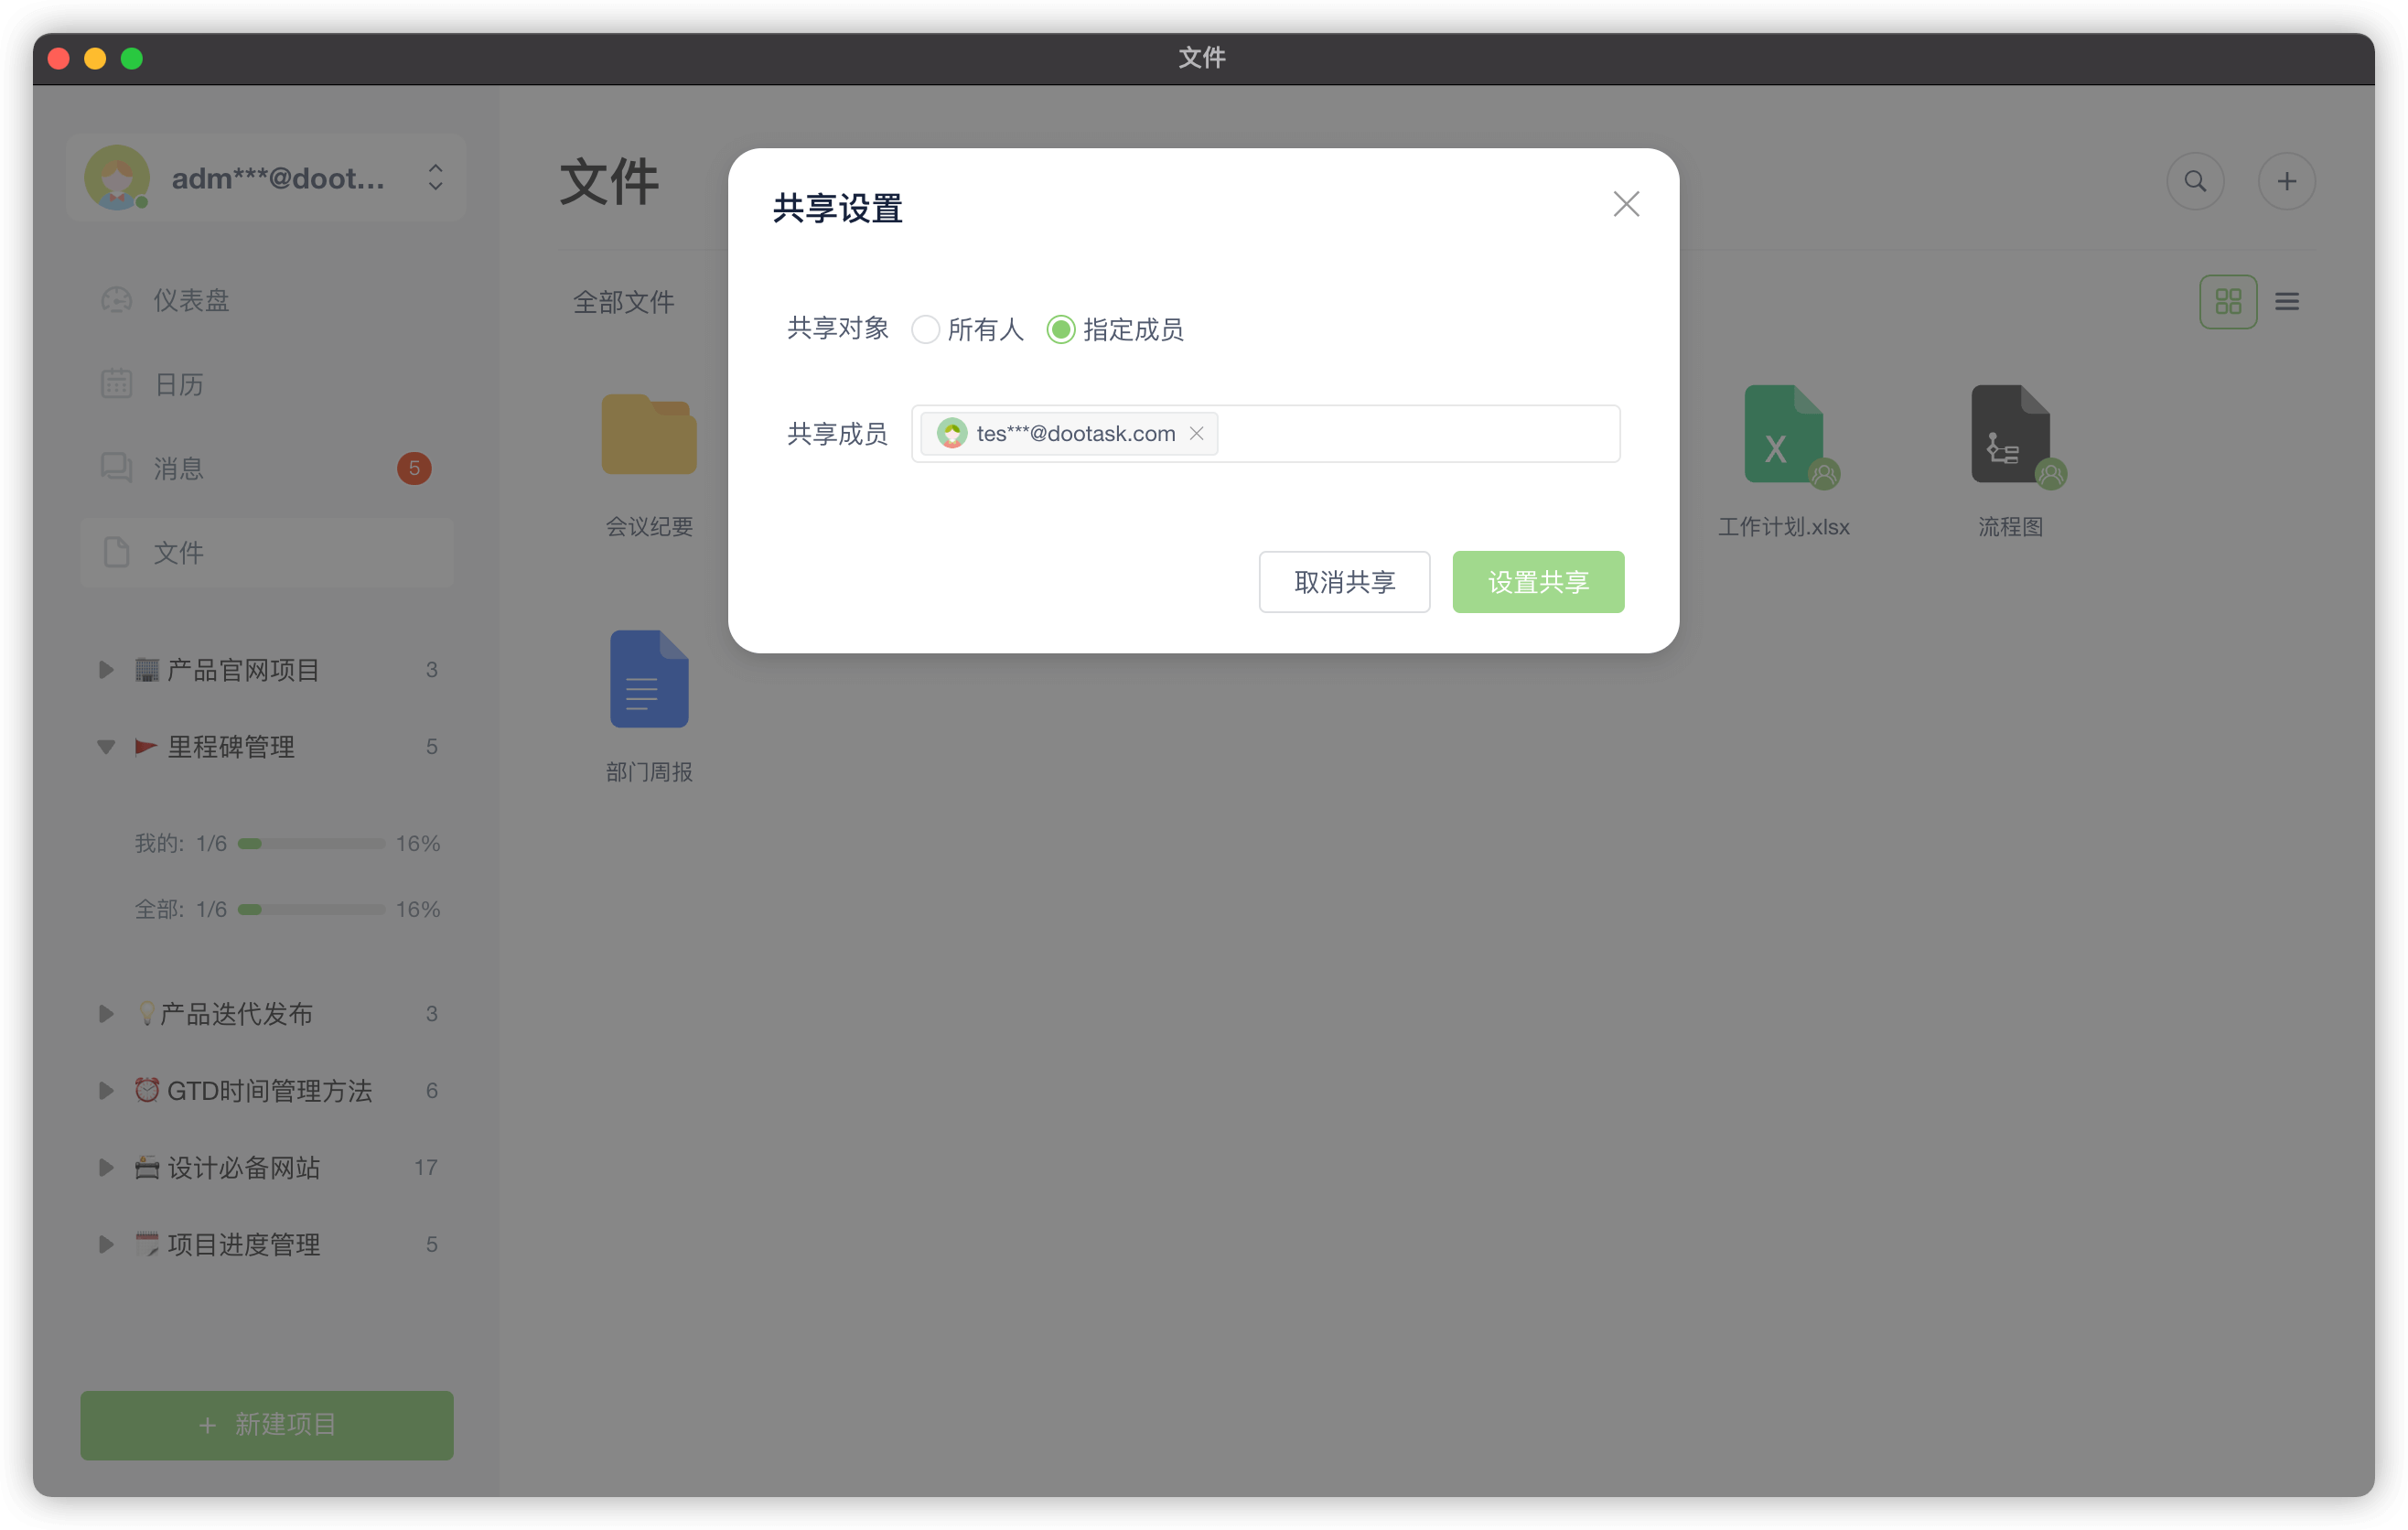 文件
adm***@doot...
仪表盘
日历
消息
5
文件
产品官网项目 3
里程碑管理 5
我的: 1/6 16%
全部: 1/6 16%
产品迭代发布 3
GTD时间管理方法 6
设计必备网站 17
项目进度管理 5
+ 新建项目
文件
全部文件
会议纪要
工作计划.xlsx
流程图
部门周报
共享设置
共享对象 所有人 指定成员
共享成员 tes***@dootask.com
取消共享 设置共享